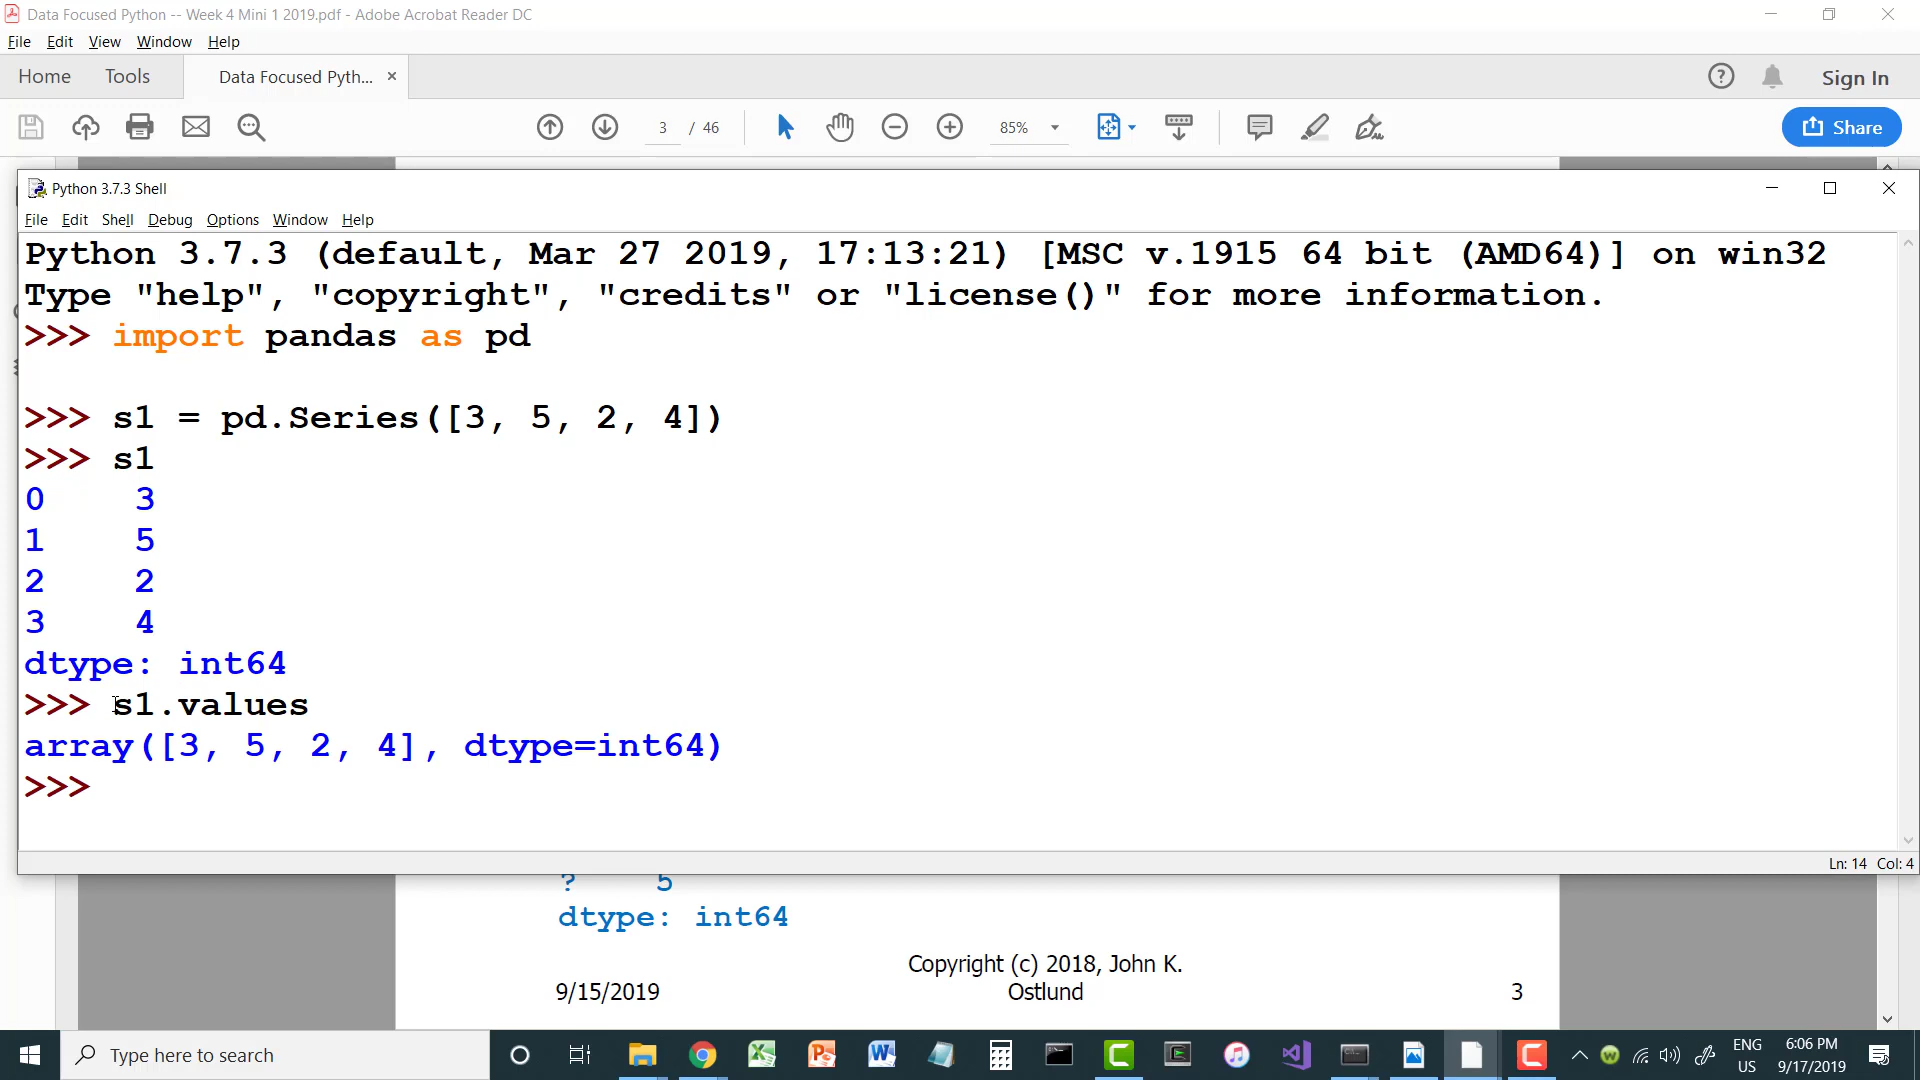 Data Focused Python -- Week 4 Mini 1 2019.pdf - Adobe Acrobat Reader DC
File Edit View Window Help
Home Tools Data Focused Pyth... × Sign In
3 / 46 85% Share
Python 3.7.3 Shell
File Edit Shell Debug Options Window Help
Python 3.7.3 (default, Mar 27 2019, 17:13:21) [MSC v.1915 64 bit (AMD64)] on win32
Type "help", "copyright", "credits" or "license()" for more information.
>>> import pandas as pd
>>> s1 = pd.Series([3, 5, 2, 4])
>>> s1
0 3
1 5
2 2
3 4
dtype: int64
>>> s1.values
array([3, 5, 2, 4], dtype=int64)
>>>
Ln: 14 Col: 4
? 5
dtype: int64
Copyright (c) 2018, John K.
9/15/2019 Ostlund 3
Type here to search
ENG 6:06 PM
US 9/17/2019